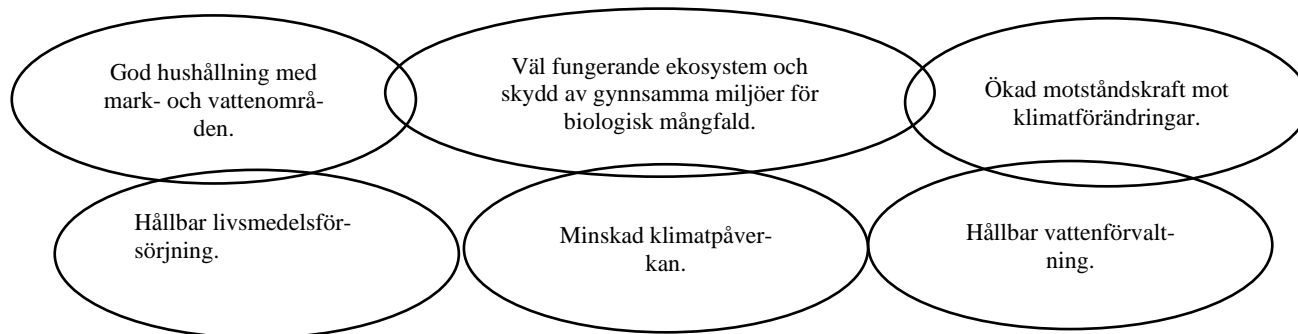 God hushållning med
mark- och vattenområ-
den.
Väl fungerande ekosystem och
skydd av gynnsamma miljöer för
biologisk mångfald.
Ökad motståndskraft mot
klimatförändringar.
Hållbar livsmedelsför-
sörjning.
Minskad klimatpåver-
kan.
Hållbar vattenförvalt-
ning.